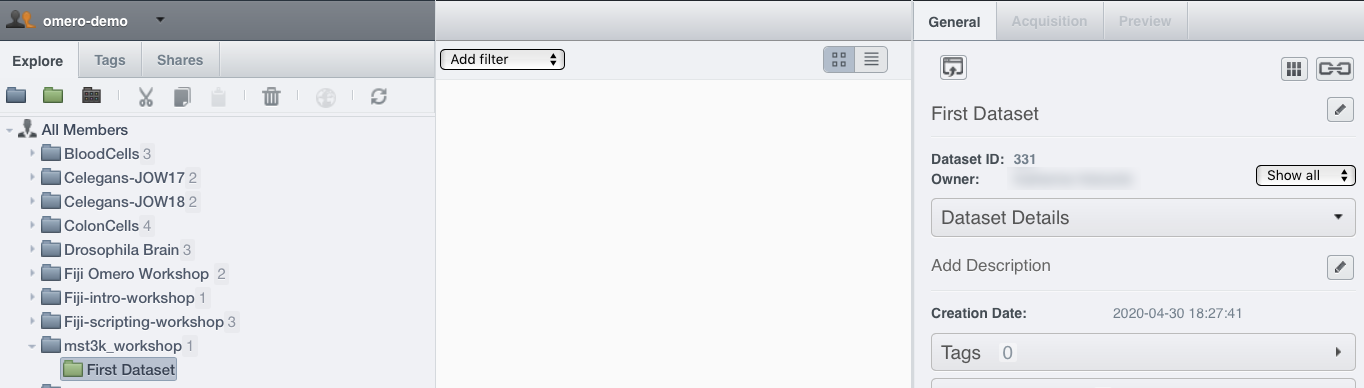 omero-demo
Explore Tags Shares
All Members
BloodCells 3
Celegans-JOW17 2
Celegans-JOW18 2
ColonCells 4
Drosophila Brain 3
Fiji Omero Workshop 2
Fiji-intro-workshop 1
Fiji-scripting-workshop 3
mst3k_workshop 1
First Dataset
Add filter
General Acquisition Preview
First Dataset
Dataset ID: 331
Owner:
Show all
Dataset Details
Add Description
Creation Date: 2020-04-30 18:27:41
Tags 0